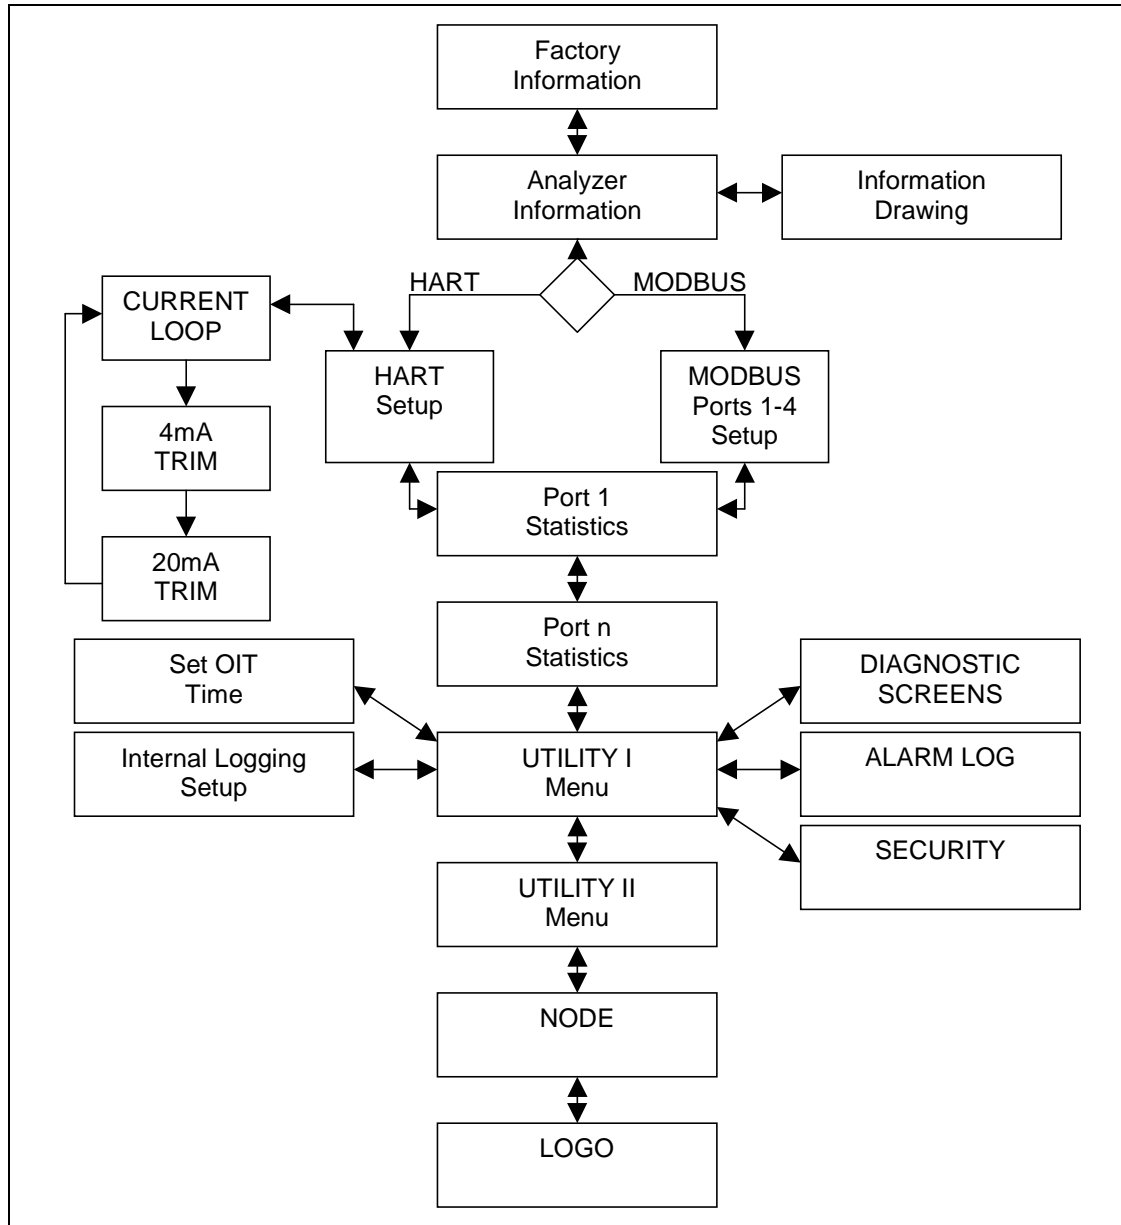 Factory
Information
Analyzer
Information
Information
Drawing
HART
MODBUS
CURRENT
LOOP
HART
Setup
MODBUS
Ports 1-4
Setup
4mA
TRIM
Port 1
Statistics
20mA
TRIM
Port n
Statistics
Set OIT
Time
DIAGNOSTIC
SCREENS
Internal Logging
Setup
UTILITY I
Menu
ALARM LOG
SECURITY
UTILITY II
Menu
NODE
LOGO